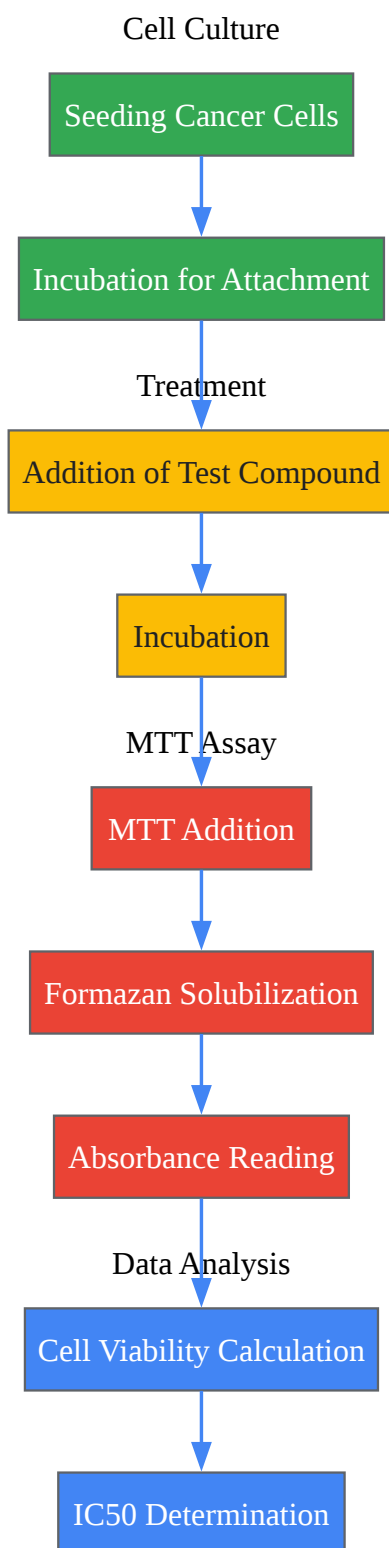 Cell Culture
Seeding Cancer Cells
Incubation for Attachment
Treatment
Addition of Test Compound
Incubation
MTT Assay
MTT Addition
Formazan Solubilization
Absorbance Reading
Data Analysis
Cell Viability Calculation
IC50 Determination